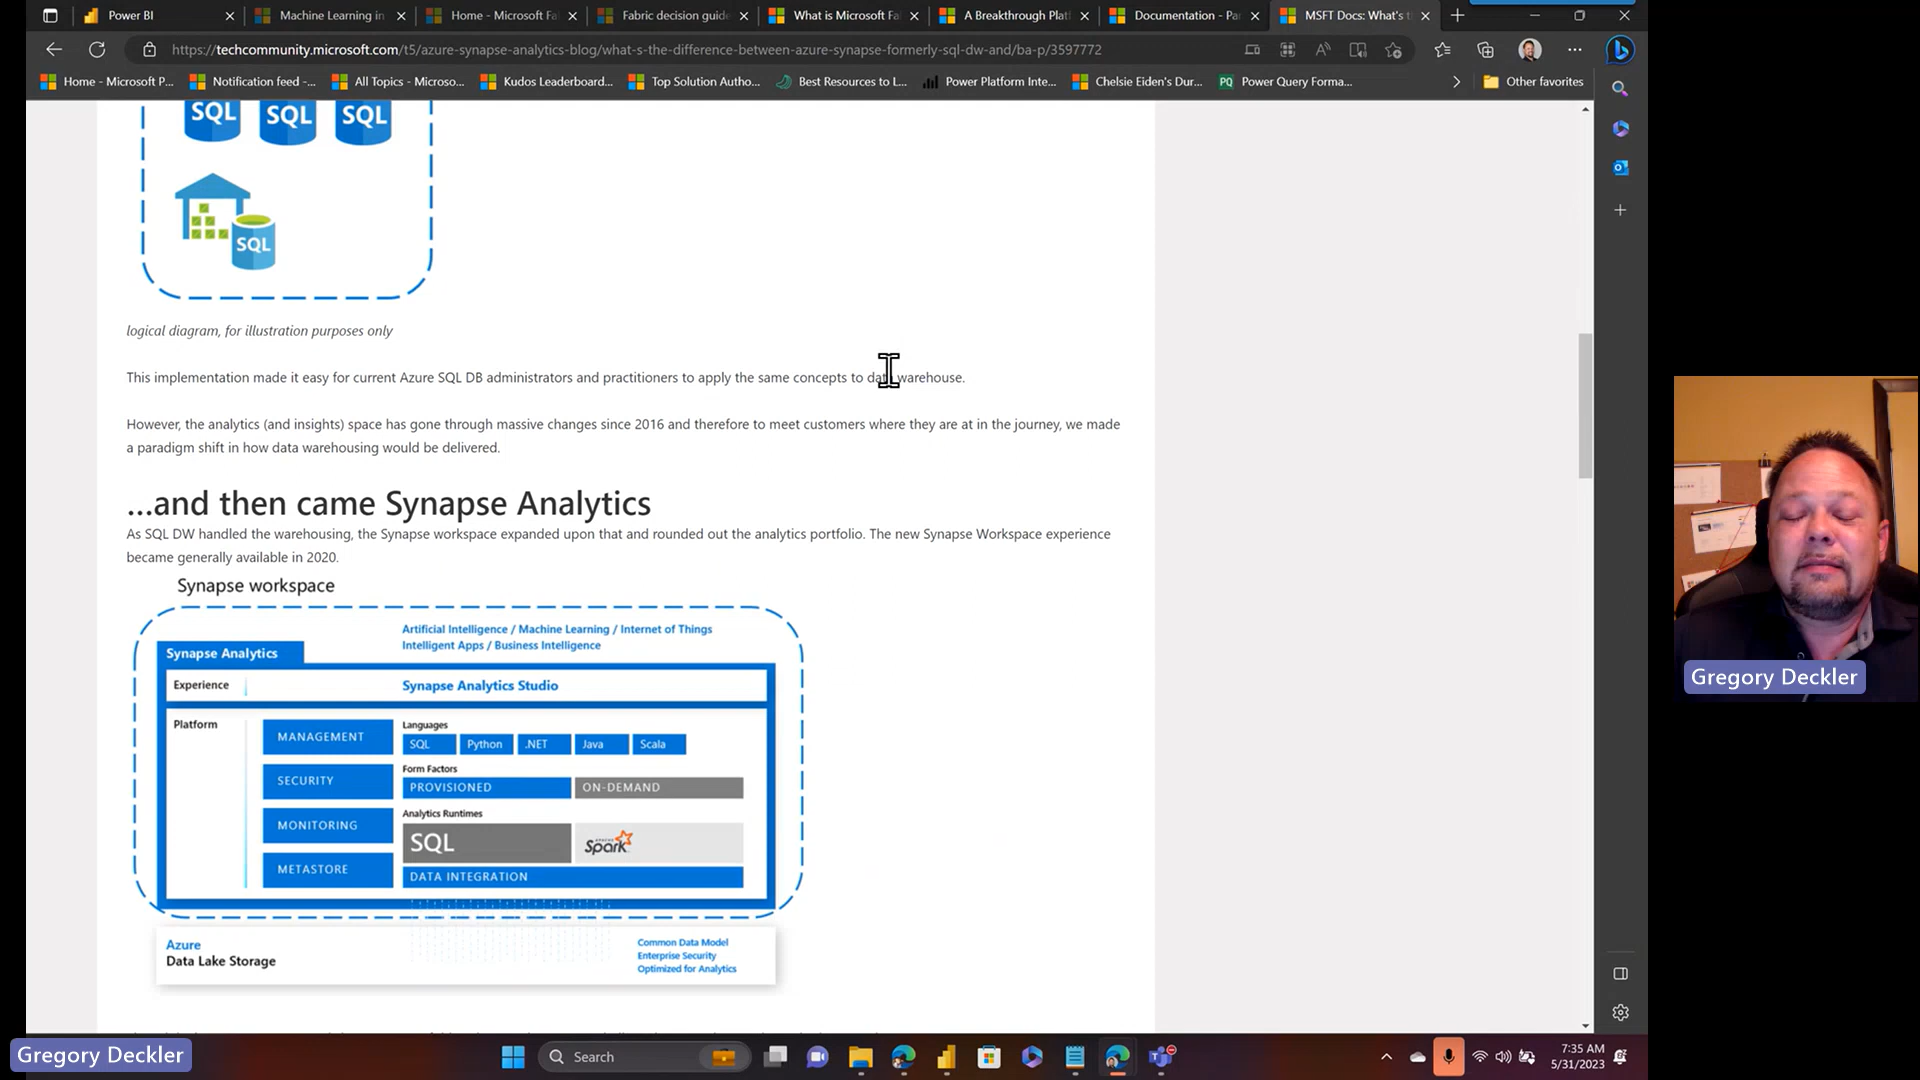 Power BI
Machine Learning in
Home - Microsoft Fa
Fabric decision guide
What is Microsoft Fa
A Breakthrough Plat
Documentation - Pa
MSFT Docs: What's t
https://techcommunity.microsoft.com/t5/azure-synapse-analytics-blog/what-s-the-difference-between-azure-synapse-formerly-sql-dw-and/ba-p/3597772
Home - Microsoft P...
Notification feed -...
All Topics - Microso...
Kudos Leaderboard...
Top Solution Autho...
Best Resources to L...
Power Platform Inte...
Chelsie Eiden's Dur...
PQ
Power Query Forma...
Other favorites
SQL
SQL
SQL
SQL
logical diagram, for illustration purposes only
This implementation made it easy for current Azure SQL DB administrators and practitioners to apply the same concepts to data warehouse.
However, the analytics (and insights) space has gone through massive changes since 2016 and therefore to meet customers where they are at in the journey, we made
a paradigm shift in how data warehousing would be delivered.
...and then came Synapse Analytics
As SQL DW handled the warehousing, the Synapse workspace expanded upon that and rounded out the analytics portfolio. The new Synapse Workspace experience
became generally available in 2020.
Synapse workspace
Artificial Intelligence / Machine Learning / Internet of Things
Intelligent Apps / Business Intelligence
Synapse Analytics
Experience
Synapse Analytics Studio
Platform
MANAGEMENT
SECURITY
MONITORING
METASTORE
Languages
SQL
Python
.NET
Java
Scala
Form Factors
PROVISIONED
ON-DEMAND
Analytics Runtimes
SQL
Spark
DATA INTEGRATION
Azure
Data Lake Storage
Common Data Model
Enterprise Security
Optimized for Analytics
Gregory Deckler
Gregory Deckler
Search
7:35 AM
5/31/2023